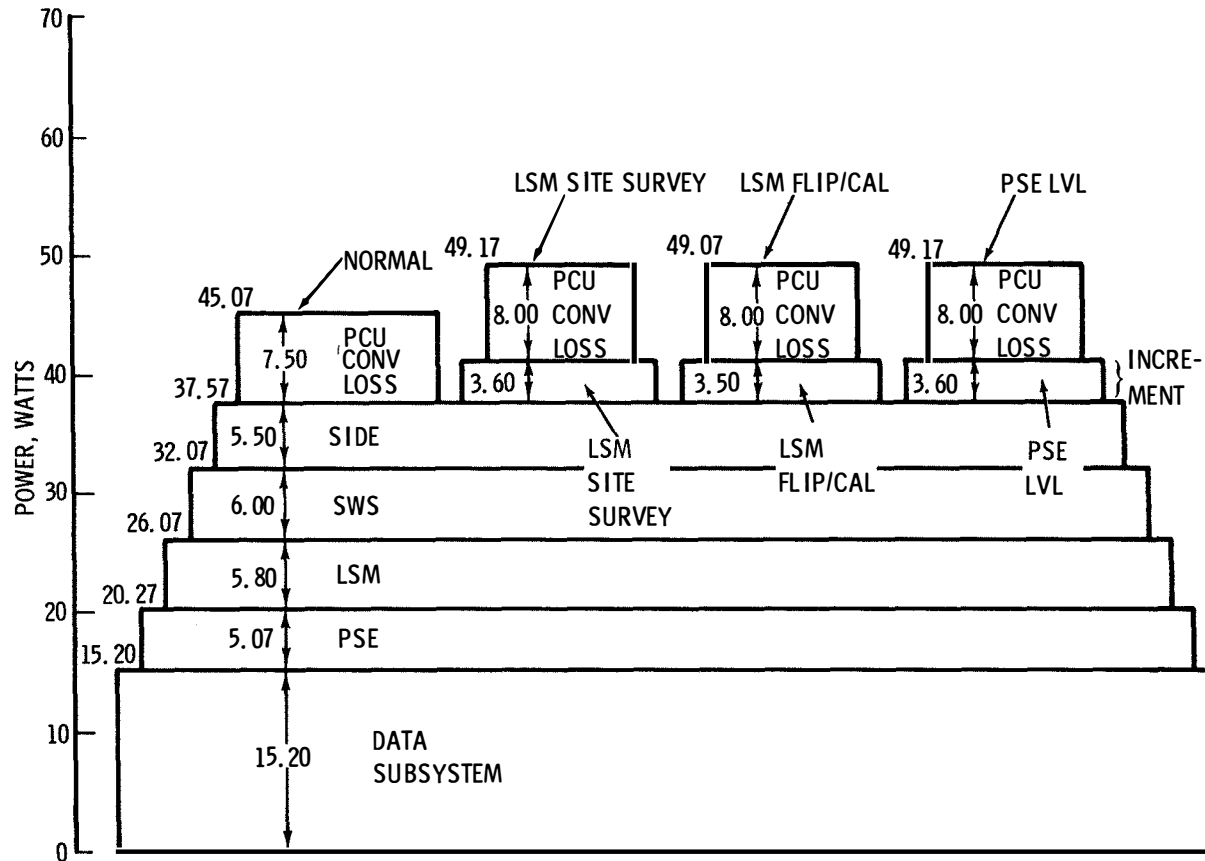 70
60
LSM SITE SURVEY
LSM FLIP/CAL
PSE LVL
50
49.17
49.07
49.17
NORMAL
45.07
7.50
PCU
CONV
LOSS
8.00
PCU
CONV
LOSS
8.00
PCU
CONV
LOSS
8.00
PCU
CONV
LOSS
40
37.57
3.60
3.50
3.60
INCRE-
MENT
5.50
SIDE
LSM
SITE
SURVEY
LSM
FLIP/CAL
PSE
LVL
32.07
30
6.00
SWS
26.07
5.80
LSM
20.27
20
5.07
PSE
15.20
10
15.20
DATA
SUBSYSTEM
0
POWER, WATTS